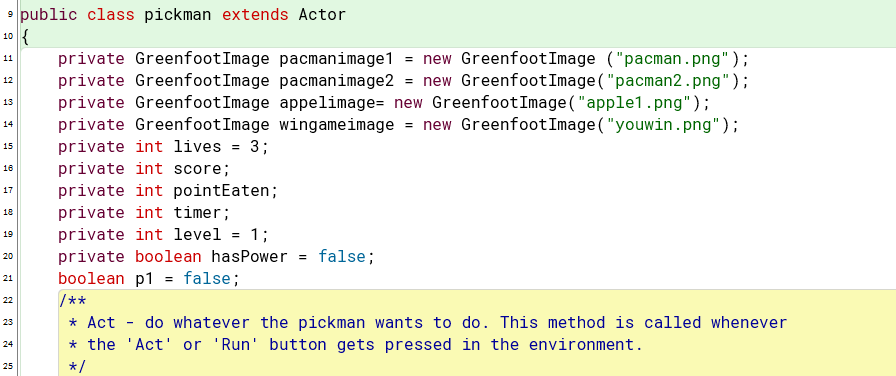 9 public class pickman extends Actor
10 {
11 private GreenfootImage pacmanimage1 = new GreenfootImage ("pacman.png");
12 private GreenfootImage pacmanimage2 = new GreenfootImage("pacman2.png");
13 private GreenfootImage appelimage= new GreenfootImage("apple1.png");
14 private GreenfootImage wingameimage = new GreenfootImage("youwin.png");
15 private int lives = 3;
16 private int score;
17 private int pointEaten;
18 private int timer;
19 private int level = 1;
20 private boolean hasPower = false;
21 boolean p1 = false;
22 /**
23 * Act - do whatever the pickman wants to do. This method is called whenever
24 * the 'Act' or 'Run' button gets pressed in the environment.
25 */